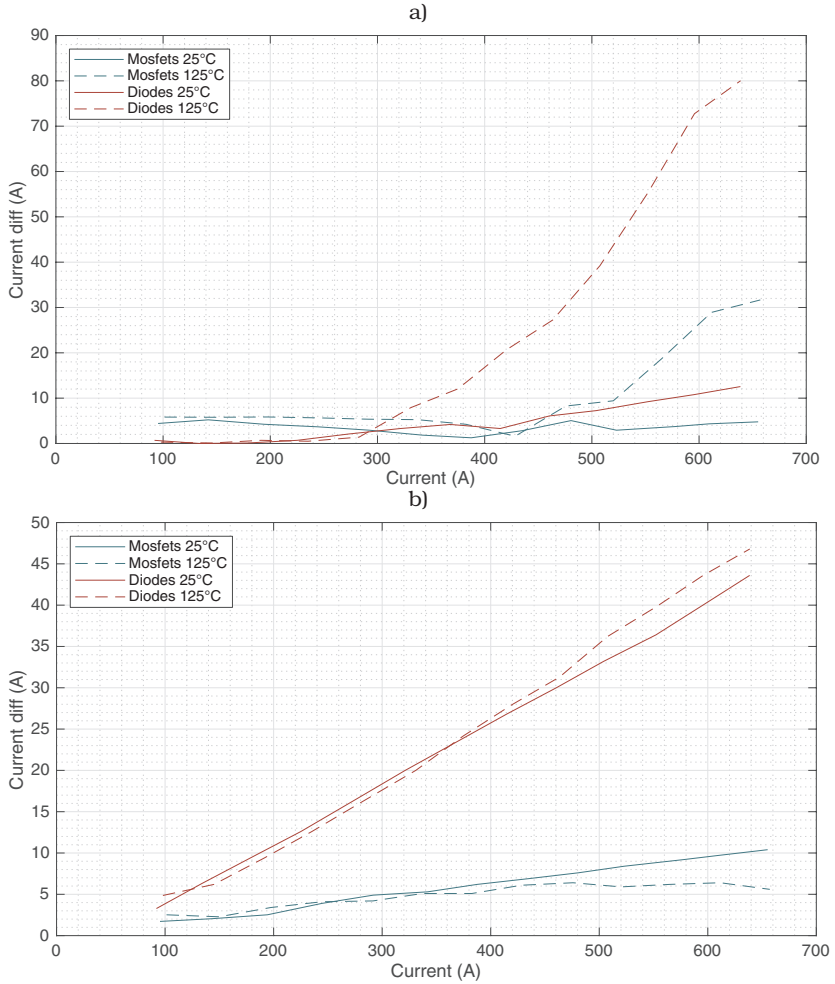 a)
90
80
70
60
50
40
30
20
10
0
Current diff (A)
Mosfets 25°C
Mosfets 125°C
Diodes 25°C
Diodes 125°C
0 100 200 300 400 500 600 700
Current (A)
b)
50
45
40
35
30
25
20
15
10
5
0
Current diff (A)
Mosfets 25°C
Mosfets 125°C
Diodes 25°C
Diodes 125°C
0 100 200 300 400 500 600 700
Current (A)